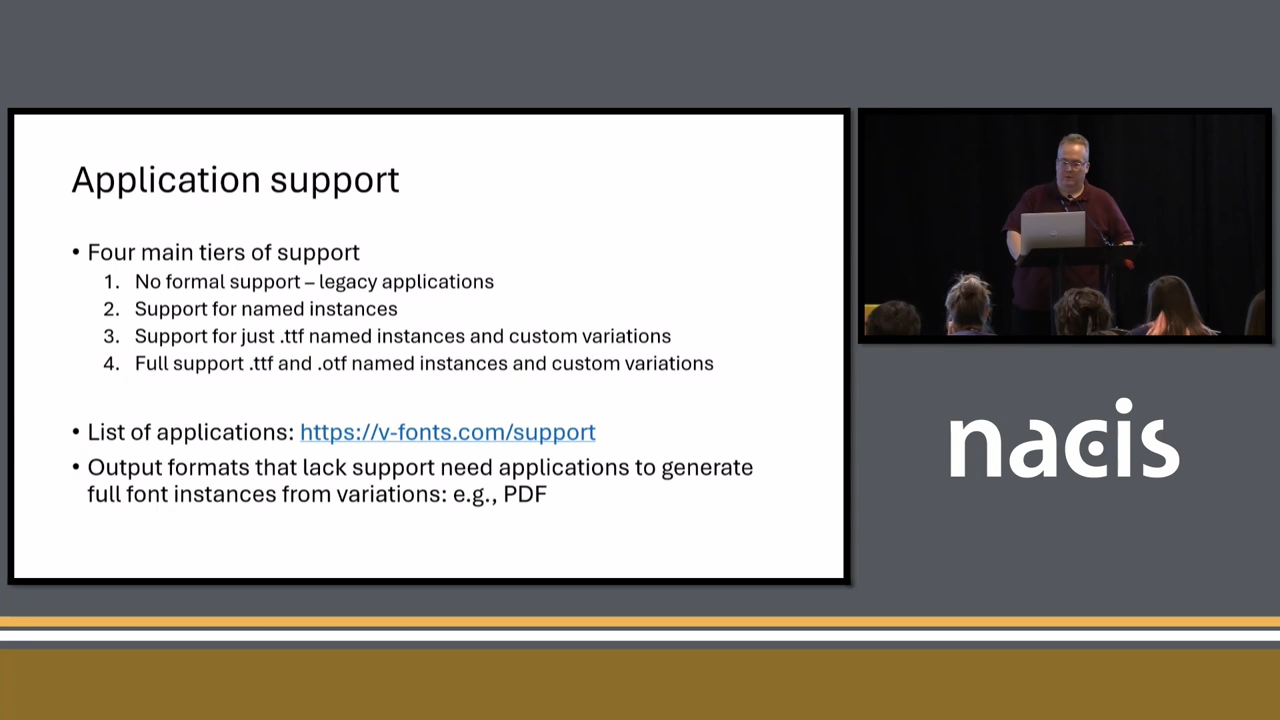 Application support
• Four main tiers of support
1. No formal support – legacy applications
2. Support for named instances
3. Support for just .ttf named instances and custom variations
4. Full support .ttf and .otf named instances and custom variations
• List of applications: https://v-fonts.com/support
• Output formats that lack support need applications to generate
full font instances from variations: e.g., PDF
nacis